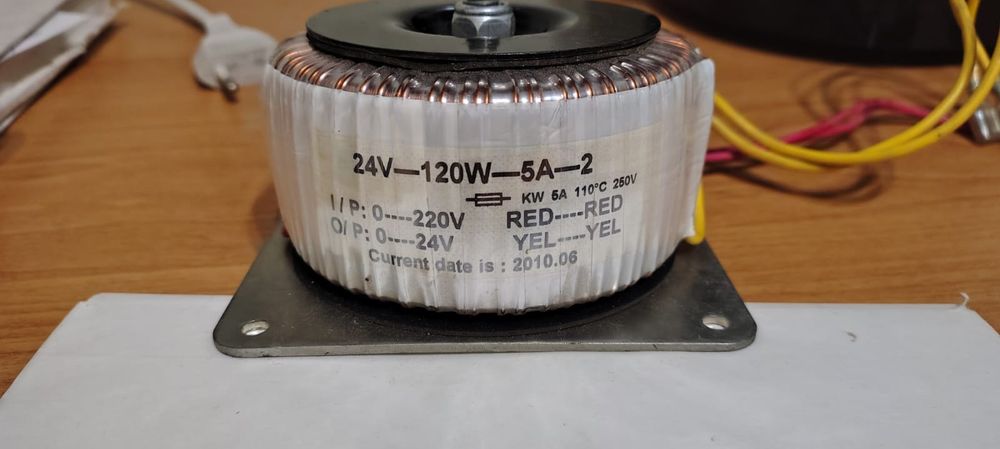 24V—120W—5A—2
KW 5A 110°C 250V
I/P: 0----220V RED----RED
O/P: 0----24V YEL----YEL
Current date is : 2010.06